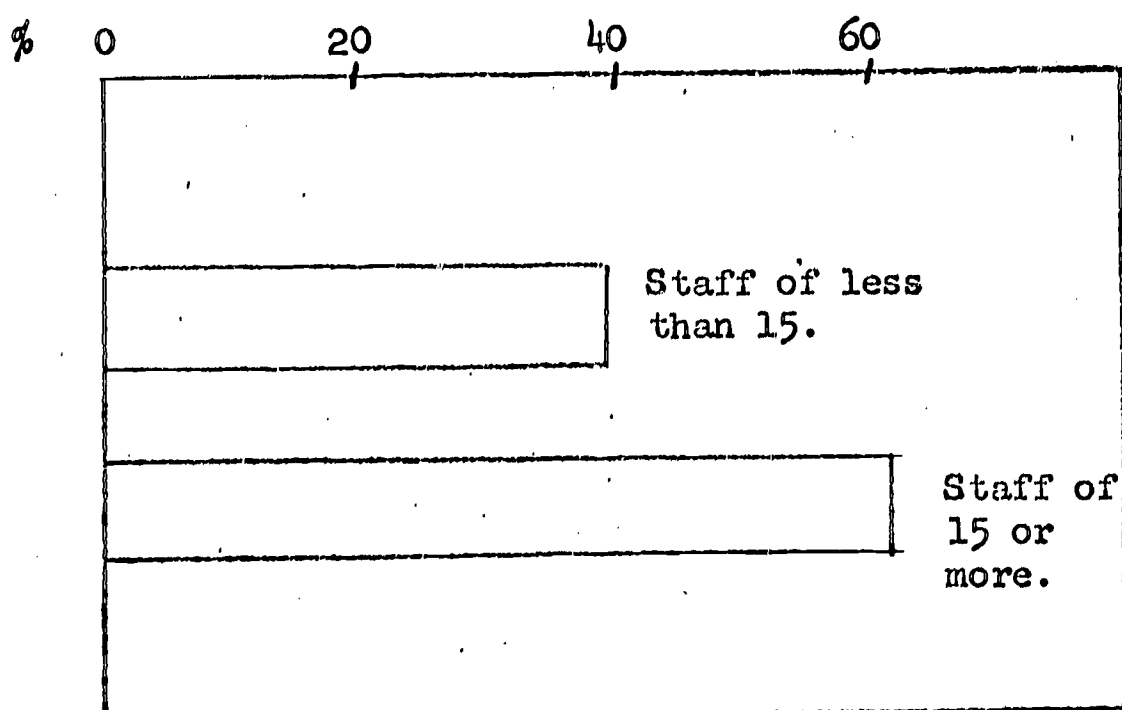 % 0 20 40 60
Staff of less
than 15.
Staff of
15 or
more.